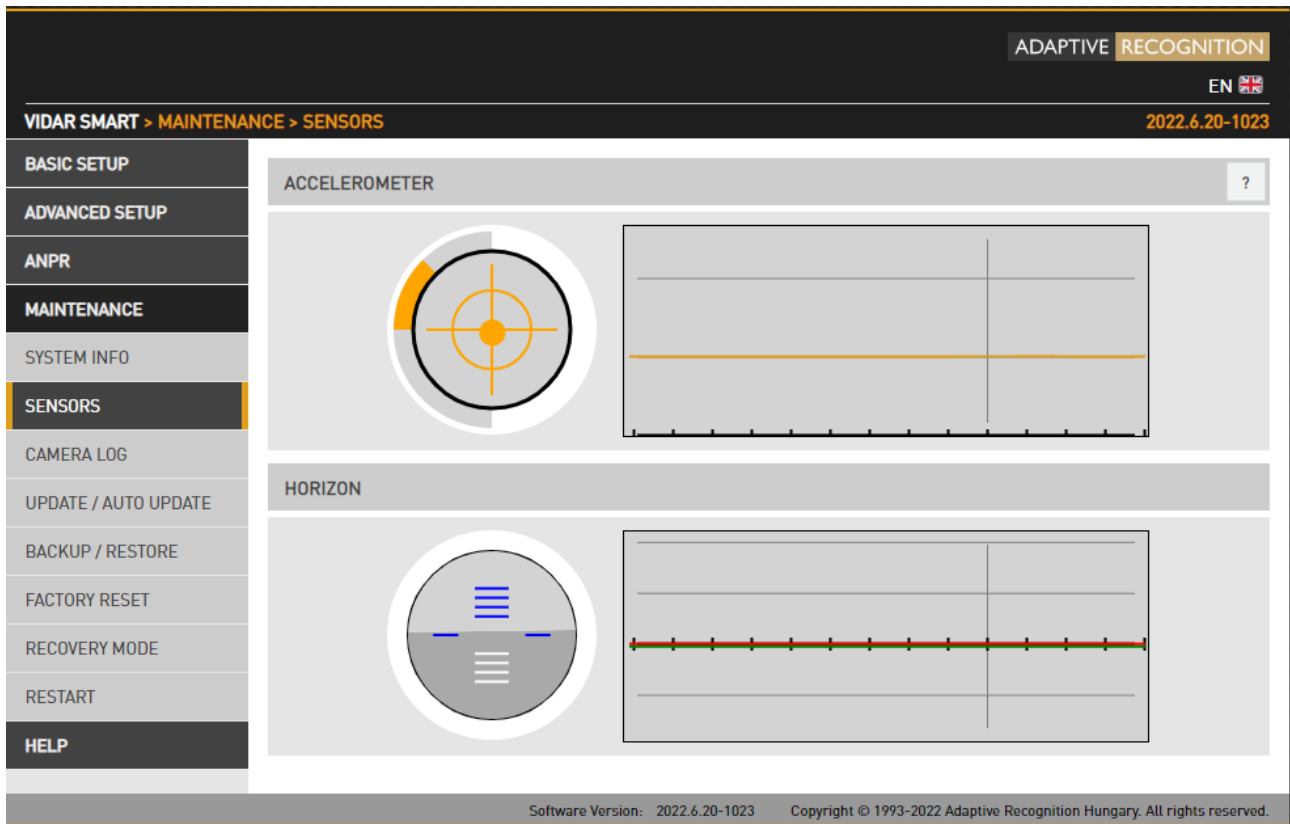 ADAPTIVE RECOGNITION
EN
VIDAR SMART > MAINTENANCE > SENSORS 2022.6.20-1023
BASIC SETUP
ADVANCED SETUP
ANPR
MAINTENANCE
SYSTEM INFO
SENSORS
CAMERA LOG
UPDATE / AUTO UPDATE
BACKUP / RESTORE
FACTORY RESET
RECOVERY MODE
RESTART
HELP
ACCELEROMETER ?
HORIZON
Software Version: 2022.6.20-1023 Copyright © 1993-2022 Adaptive Recognition Hungary. All rights reserved.